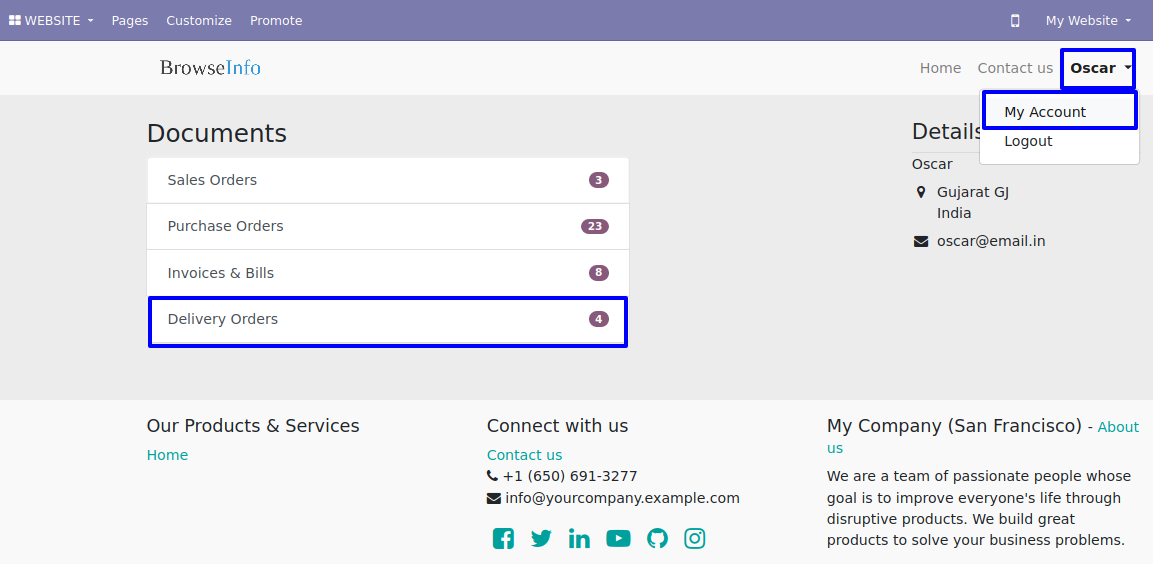 WEBSITE Pages Customize Promote My Website
BrowseInfo Home Contact us Oscar
My Account
Logout
Documents
Sales Orders 3
Purchase Orders 23
Invoices & Bills 8
Delivery Orders 4
Details
Oscar
Gujarat GJ
India
oscar@email.in
Our Products & Services
Home
Connect with us
Contact us
+1 (650) 691-3277
info@yourcompany.example.com
My Company (San Francisco) - About
us
We are a team of passionate people whose
goal is to improve everyone's life through
disruptive products. We build great
products to solve your business problems.